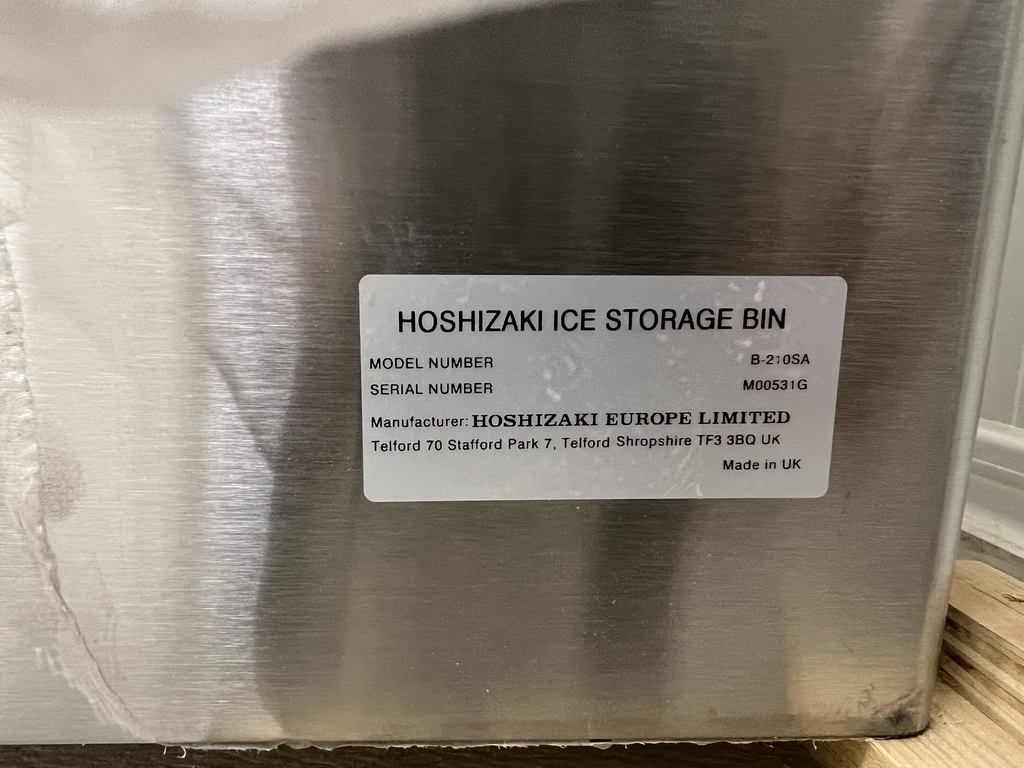 HOSHIZAKI ICE STORAGE BIN
MODEL NUMBER B-210SA
SERIAL NUMBER M00531G
Manufacturer: HOSHIZAKI EUROPE LIMITED
Telford 70 Stafford Park 7, Telford Shropshire TF3 3BQ UK
Made in UK